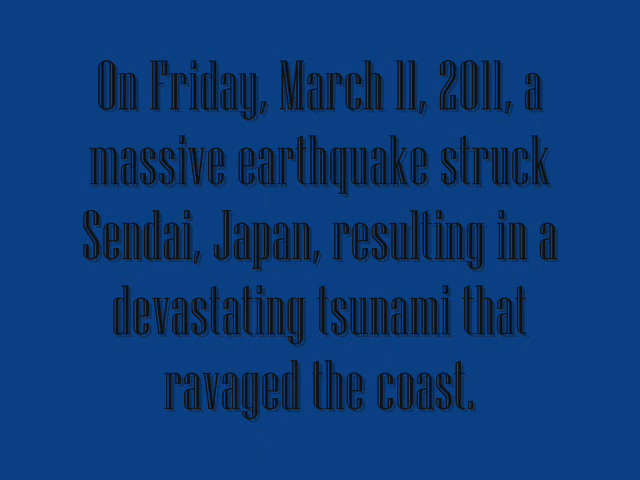 On Friday, March 11, 2011, a
massive earthquake struck
Sendai, Japan, resulting in a
devastating tsunami that
ravaged the coast.